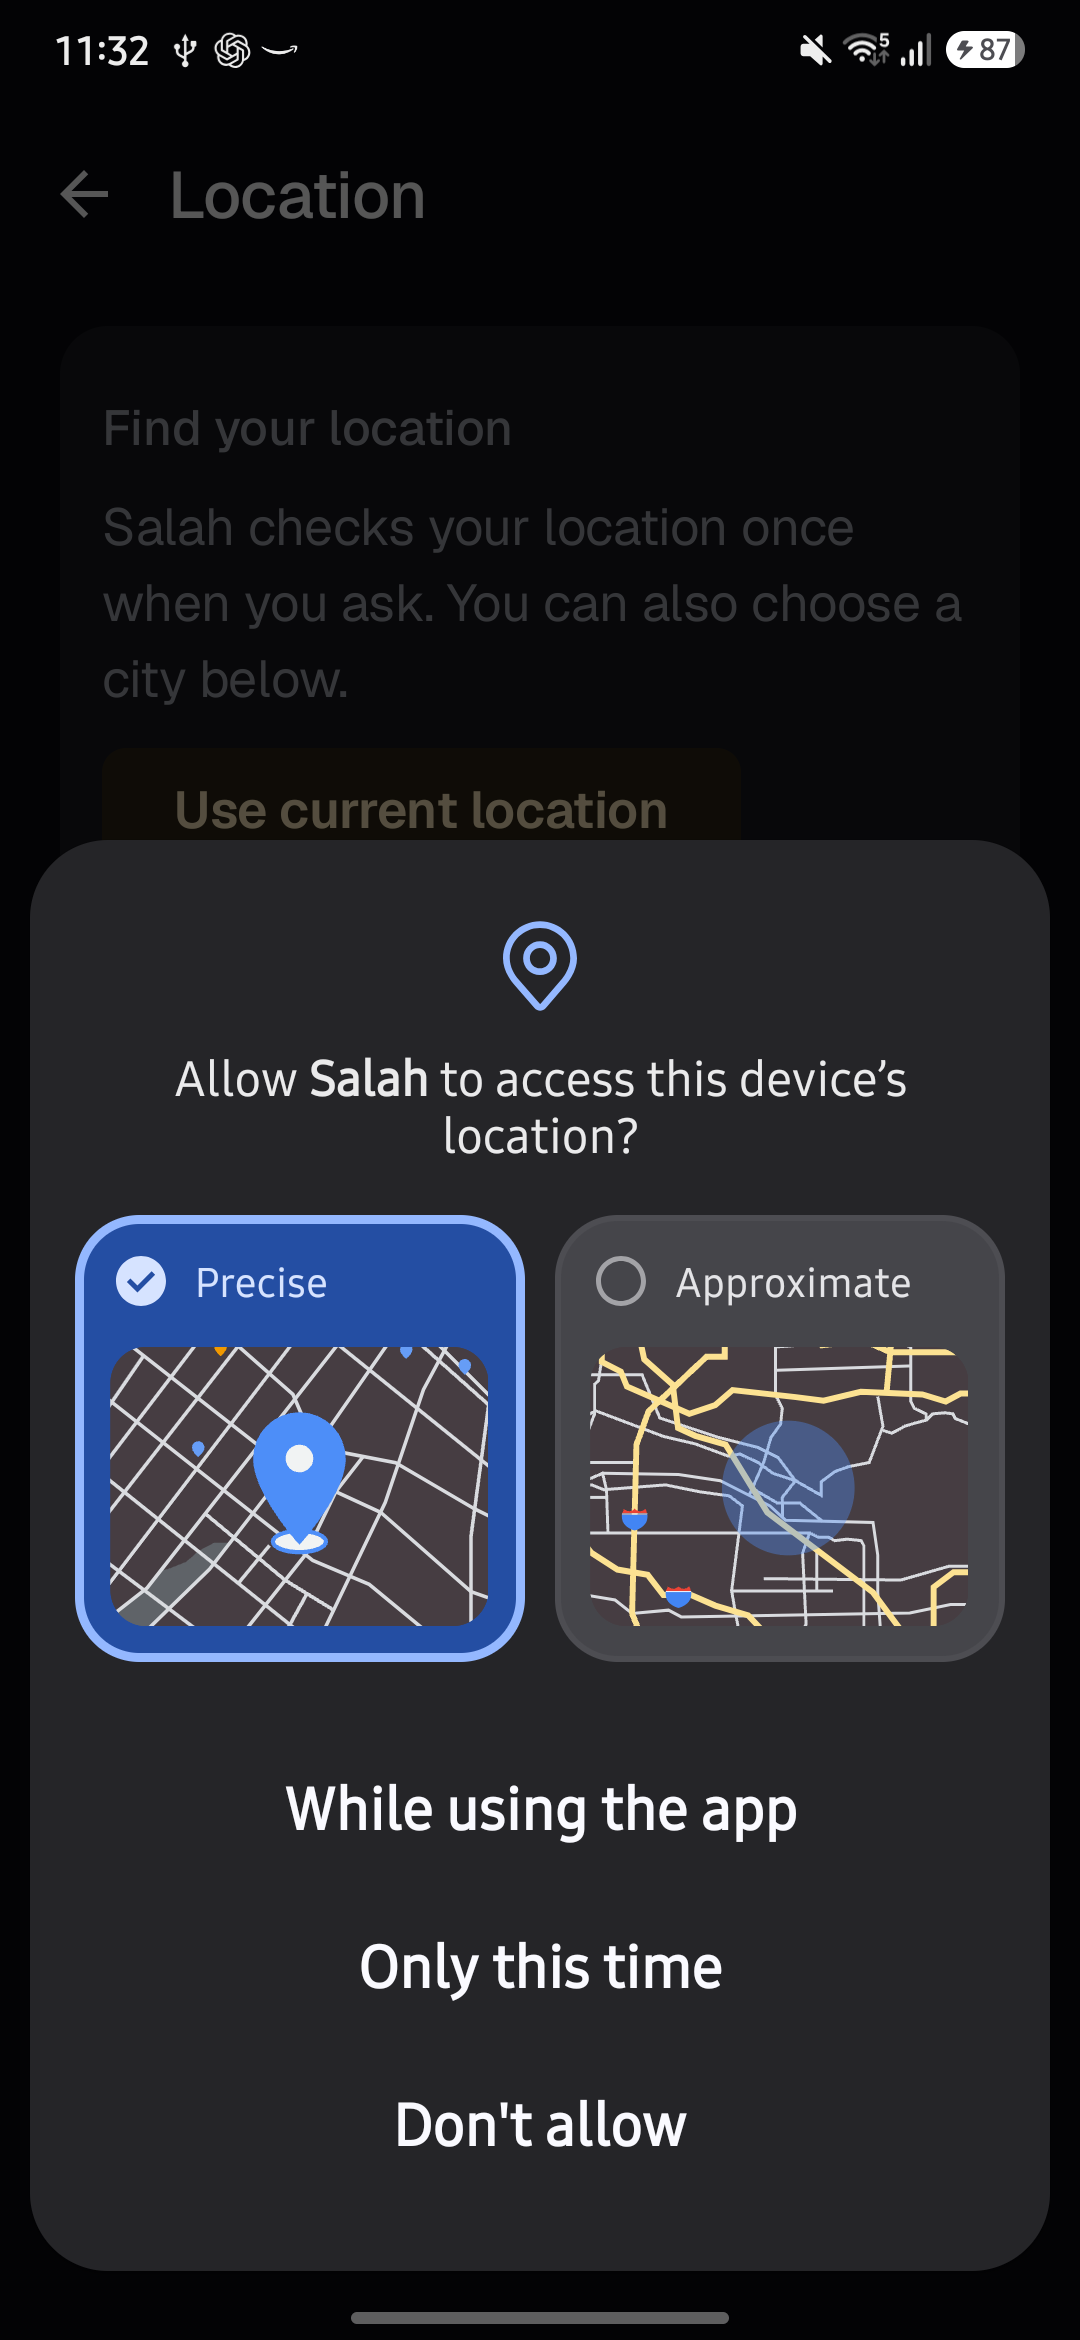 11:32
5
87
Location
Find your location
Salah checks your location once
when you ask. You can also choose a
city below.
Use current location
Allow Salah to access this device’s
location?
Precise
Approximate
While using the app
Only this time
Don't allow